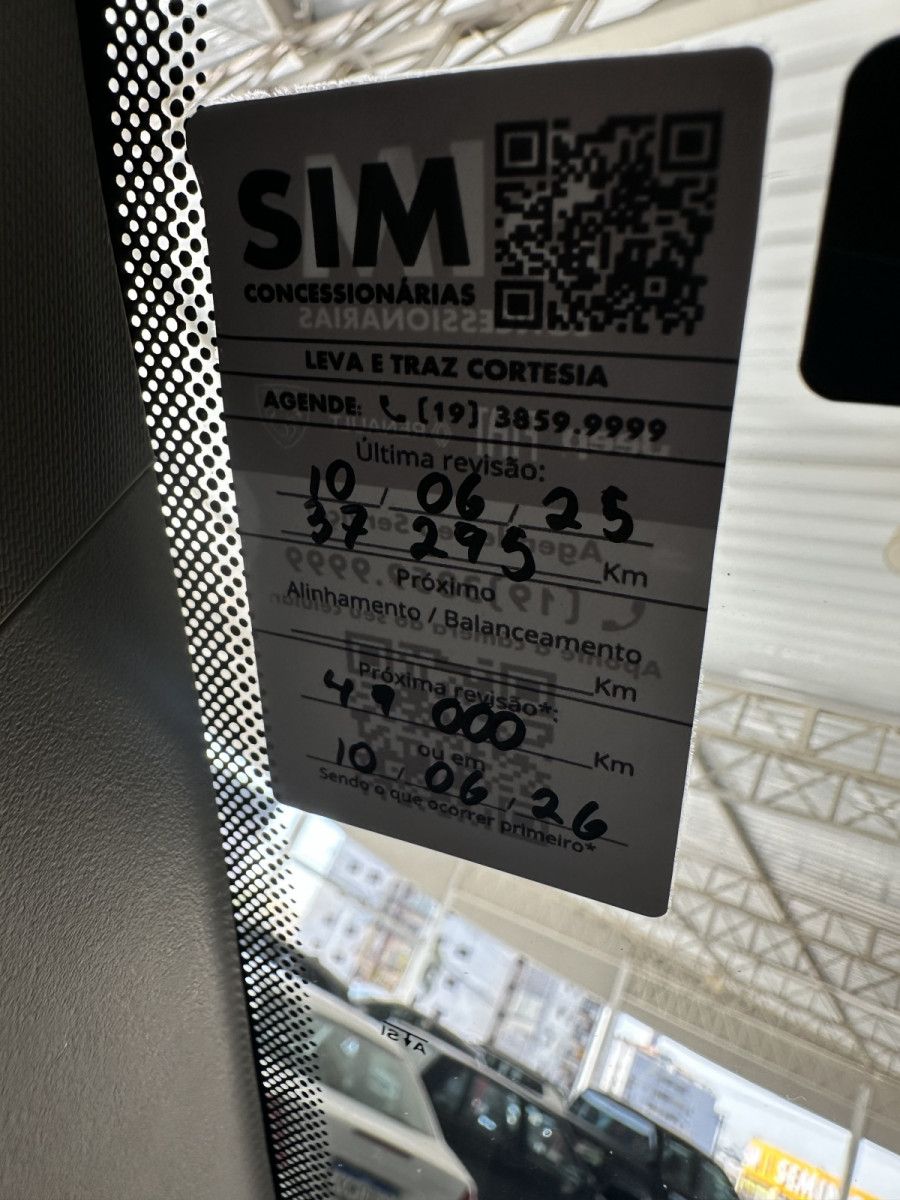 SIM
CONCESSIONÁRIAS
LEVA E TRAZ CORTESIA
AGENDE: (19) 3859.9999
Última revisão:
10 / 06 / 25
37 295 Km
Próximo
Alinhamento / Balanceamento
Km
Próxima revisão*:
49 000 Km
ou em
10 / 06 / 26
Sendo o que ocorrer primeiro*